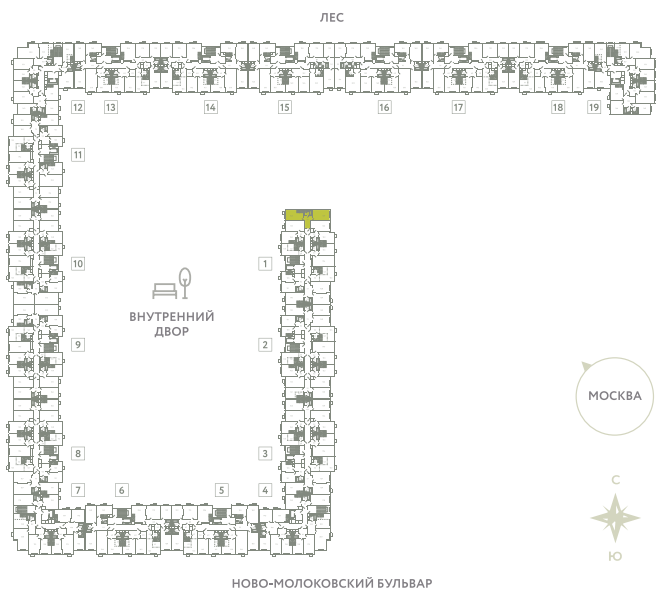 ЛЕС
12 13 14 15 16 17 18 19
11
10 1
ВНУТРЕННИЙ
ДВОР
9 2
МОСКВА
8 3
7 6 5 4
С
Ю
НОВО-МОЛОКОВСКИЙ БУЛЬВАР